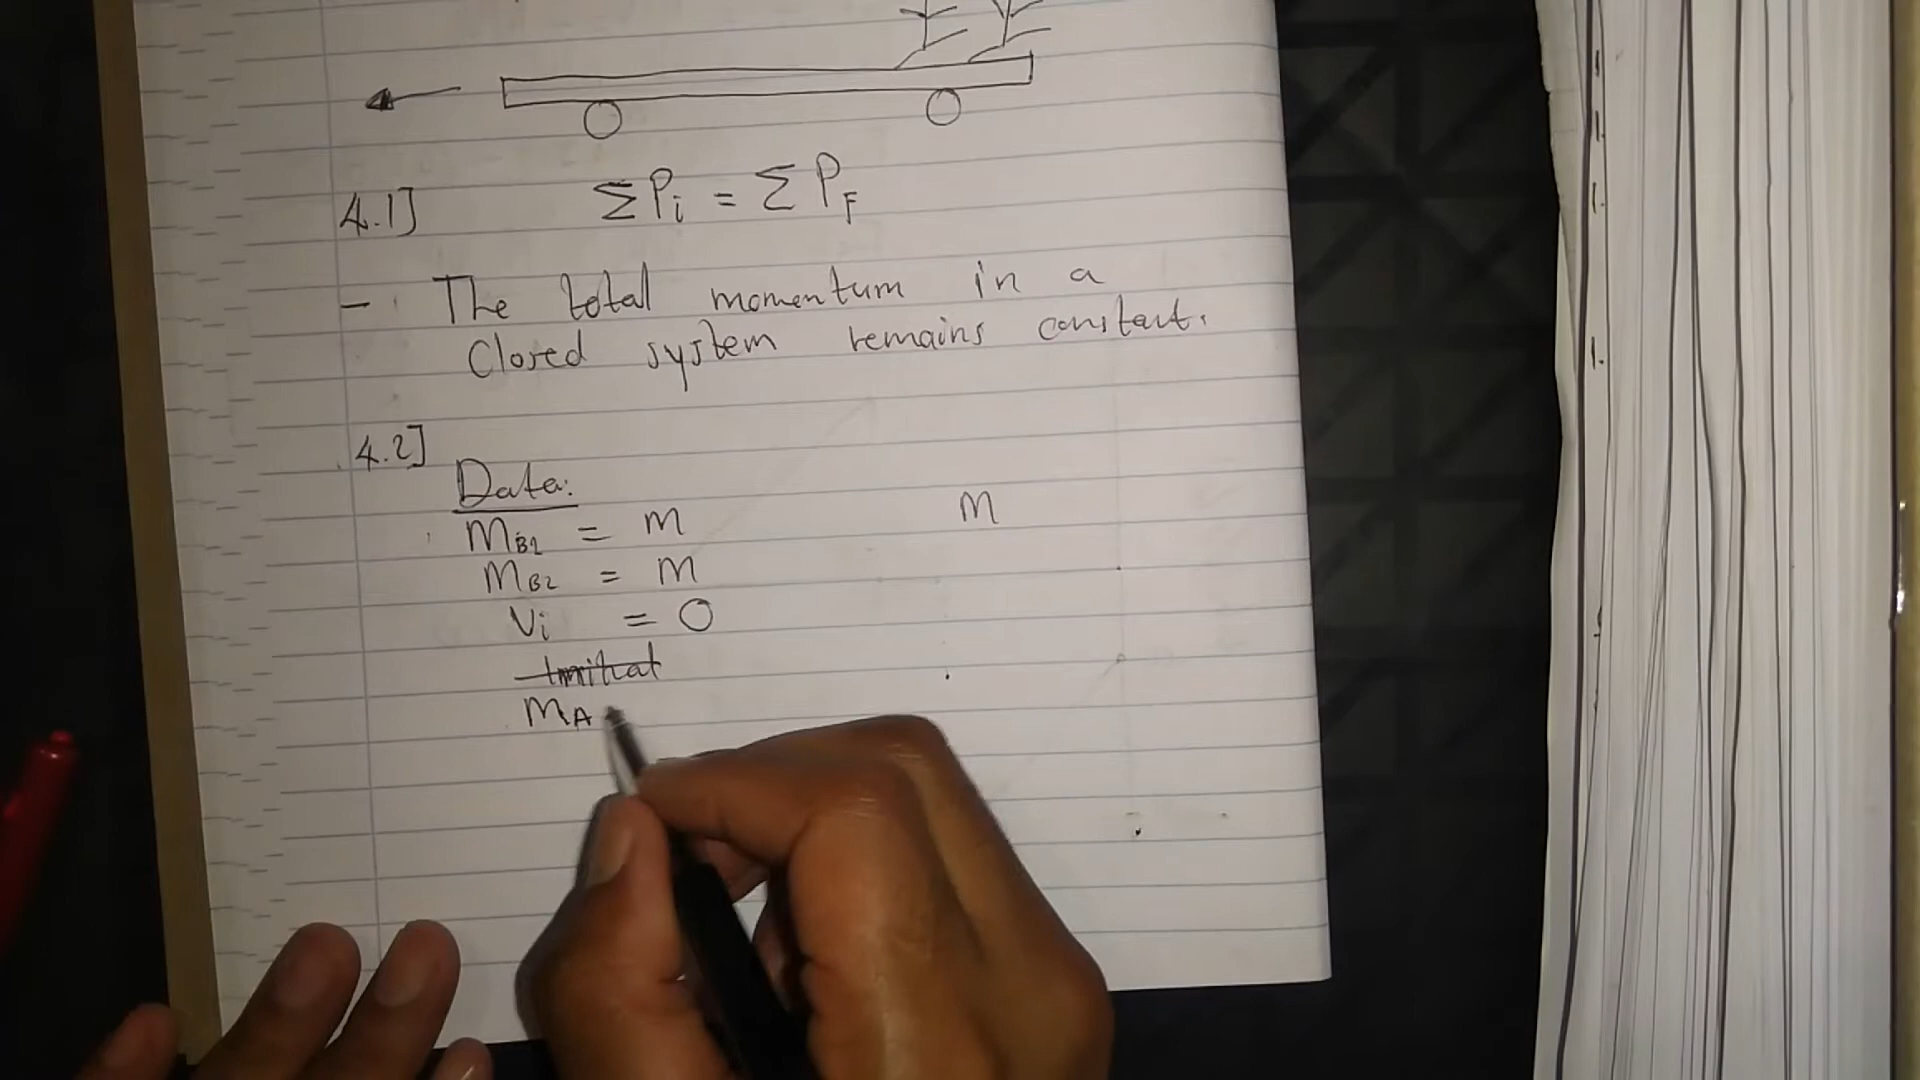 4.1] ΣPi = ΣPF
– The total momentum in a
Closed system remains constant.
4.2]
Data:
MB1 = m m
MB2 = m
Vi = 0
MA